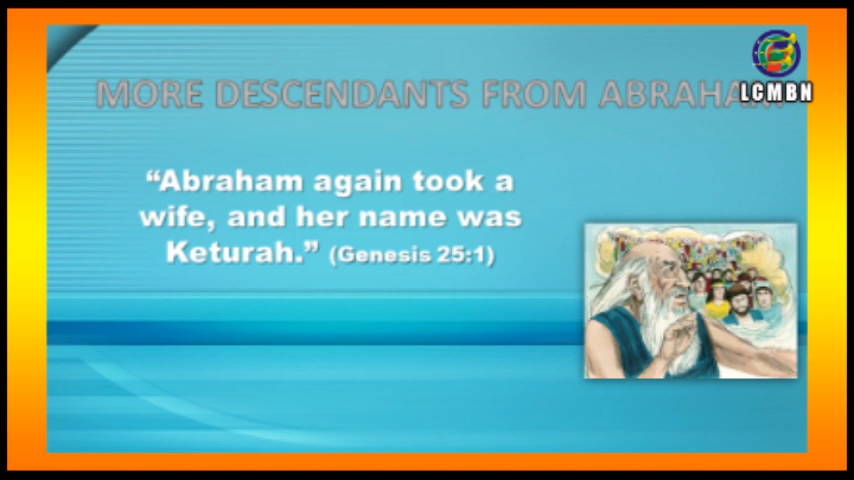 MORE DESCENDANTS FROM ABRAHAM
LCMBN
“Abraham again took a
wife, and her name was
Keturah.” (Genesis 25:1)